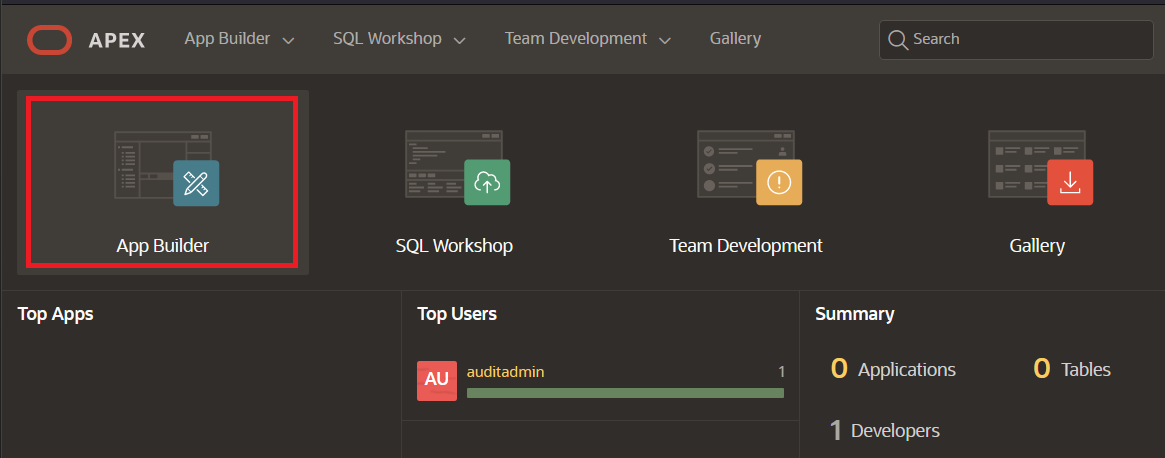 APEX App Builder SQL Workshop Team Development Gallery Search
App Builder SQL Workshop Team Development Gallery
Top Apps Top Users Summary
AU auditadmin 1
0 Applications 0 Tables
1 Developers